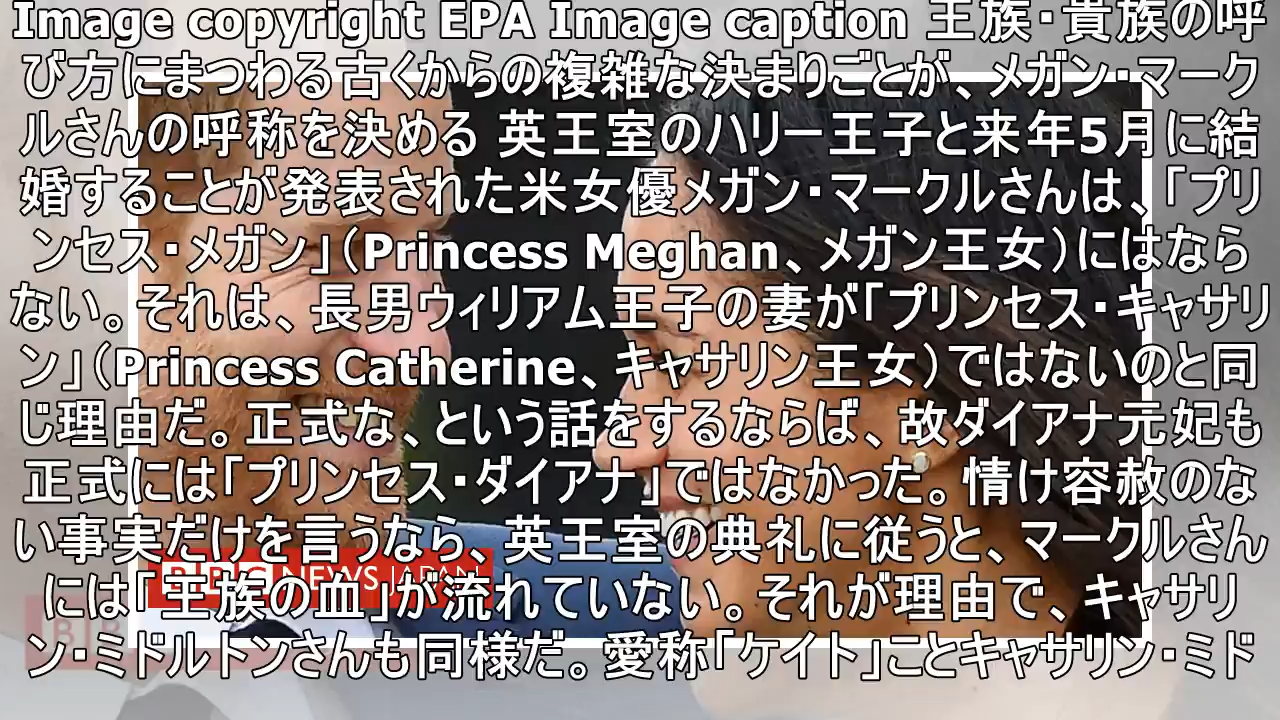 Image copyright EPA Image caption 王族・貴族の呼
び方にまつわる古くからの複雑な決まりごとが、メガン・マーク
ルさんの呼称を決める 英王室のハリー王子と来年5月に結
婚することが発表された米女優メガン・マークルさんは、「プリ
ンセス・メガン」（Princess Meghan、メガン王女）にはなら
ない。それは、長男ウィリアム王子の妻が「プリンセス・キャサリ
ン」（Princess Catherine、キャサリン王女）ではないのと同
じ理由だ。正式な、という話をするならば、故ダイアナ元妃も
正式には「プリンセス・ダイアナ」ではなかった。情け容赦のな
い事実だけを言うなら、英王室の典礼に従うと、マークルさん
には「王族の血」が流れていない。それが理由で、キャサリ
ン・ミドルトンさんも同様だ。愛称「ケイト」ことキャサリン・ミド
BBC NEWS JAPAN